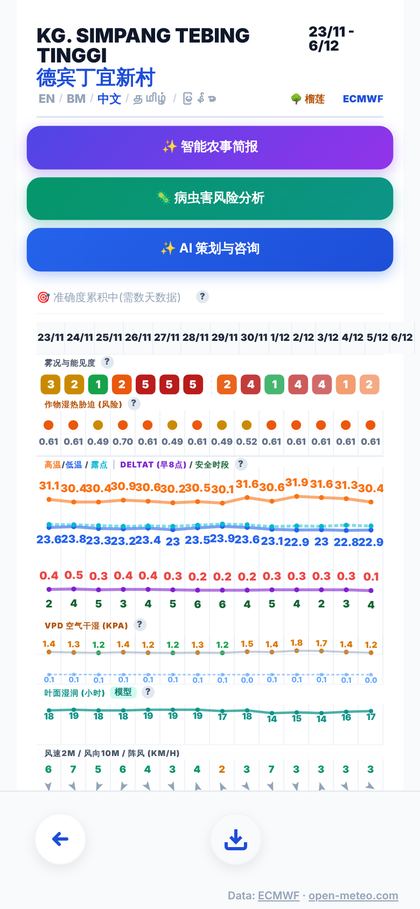 KG. SIMPANG TEBING
TINGGI
23/11 -
6/12
德宾丁宜新村
EN / BM / 中文 / தமிழ் / မြန်မာ
🌳 榴莲 ECMWF
✨ 智能农事简报
🦠 病虫害风险分析
✨ AI 策划与咨询
🎯 准确度累积中(需数天数据) ?
23/11 24/11 25/11 26/11 27/11 28/11 29/11 30/11 1/12 2/12 3/12 4/12 5/12 6/12
雾况与能见度 ?
3 2 1 2 5 5 5 2 4 1 4 4 1 2
作物湿热胁迫 (风险) ?
0.61 0.61 0.49 0.70 0.61 0.49 0.61 0.49 0.52 0.61 0.61 0.61 0.61 0.61
高温/低温 / 露点 | DELTAT (早8点) / 安全时段 ?
31.1 30.4 30.4 30.9 30.6 30.2 30.5 30.1 31.6 30.6 31.9 31.6 31.3 30.4
23.6 23.8 23.3 23.2 23.4 23 23.5 23.9 23.6 23.1 22.9 23 22.8 22.9
0.4 0.5 0.3 0.4 0.4 0.3 0.2 0.2 0.2 0.3 0.3 0.3 0.3 0.1
2 4 5 3 4 5 6 6 4 5 4 2 3 4
VPD 空气干湿 (KPA) ?
1.4 1.3 1.2 1.4 1.2 1.2 1.3 1.2 1.5 1.4 1.8 1.7 1.4 1.2
0.1 0.1 0.1 0.1 0.1 0.1 0.1 0.1 0.0 0.1 0.1 0.1 0.1 0.0
叶面湿润 (小时) 模型 ?
18 19 18 18 19 19 19 17 18 14 15 14 16 17
风速2M / 风向10M / 阵风 (KM/H)
6 7 5 6 4 3 4 2 3 3 3 3 3 3
Data: ECMWF · open-meteo.com